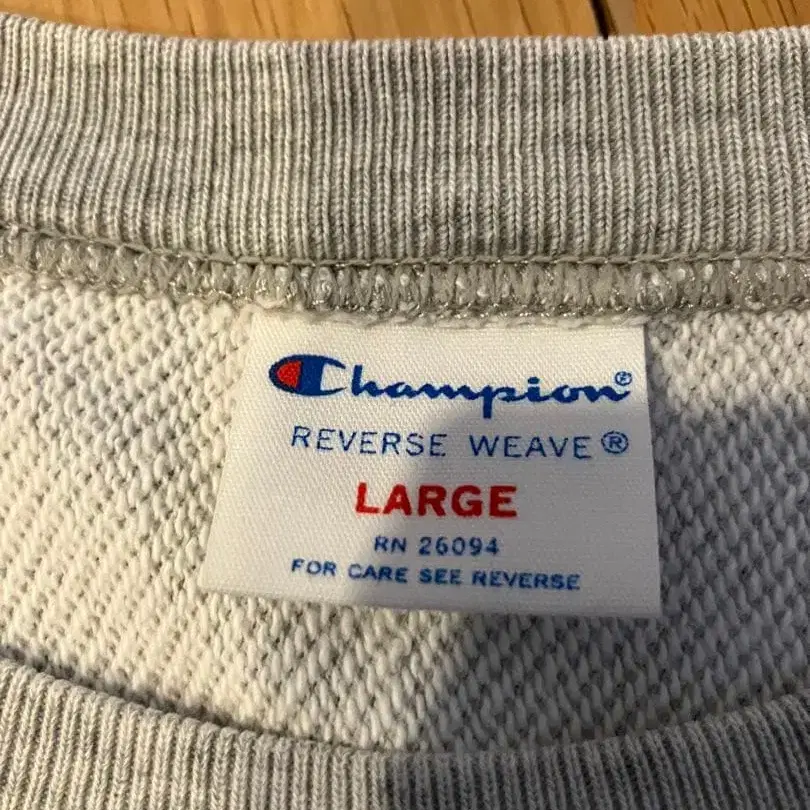 Champion®
REVERSE WEAVE®
LARGE
RN 26094
FOR CARE SEE REVERSE